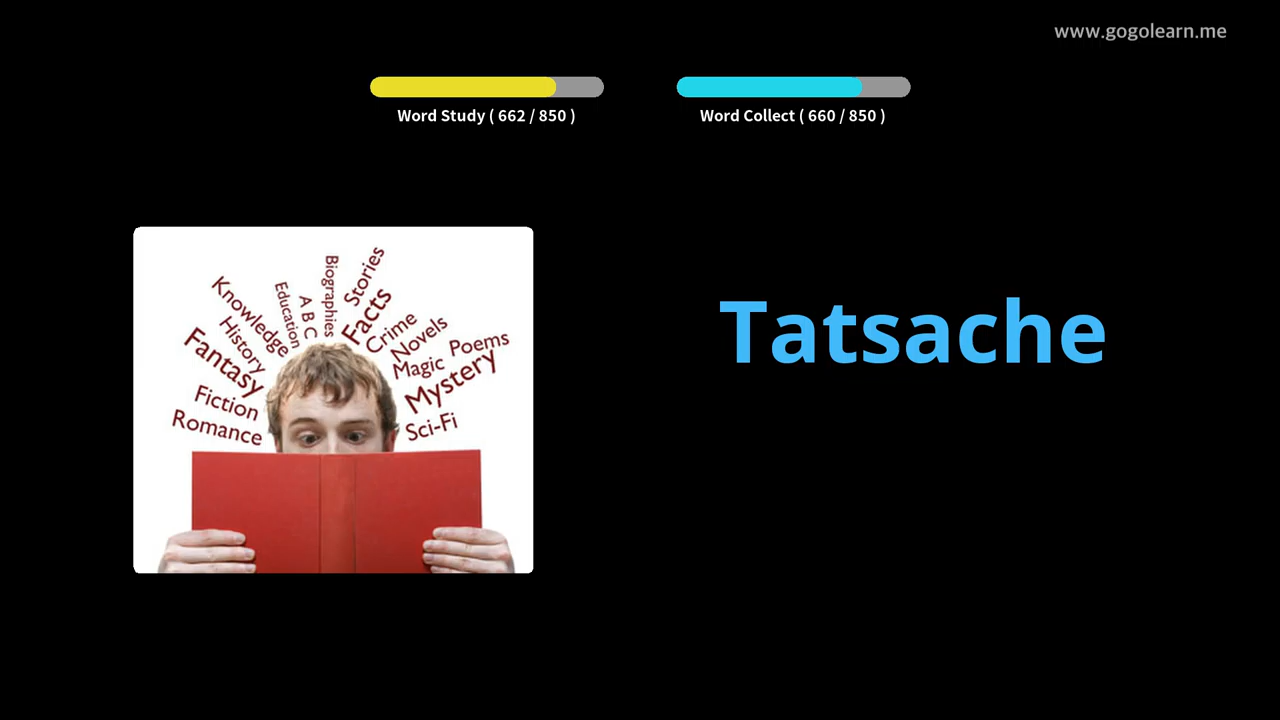 www.gogolearn.me
Word Study ( 662 / 850 )
Word Collect ( 660 / 850 )
Biographies
Stories
Knowledge
Education
A B C
Facts
History
Crime
Novels
Fantasy
Magic
Poems
Mystery
Fiction
Romance
Sci-Fi
Tatsache